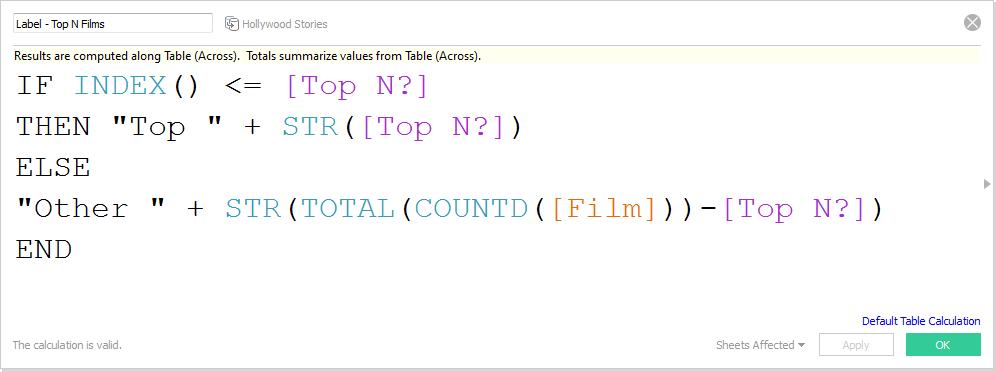 Label - Top N Films
Hollywood Stories
Results are computed along Table (Across).  Totals summarize values from Table (Across).
IF INDEX() <= [Top N?]
THEN "Top " + STR([Top N?])
ELSE
"Other " + STR(TOTAL(COUNTD([Film]))-[Top N?])
END
Default Table Calculation
The calculation is valid.
Sheets Affected
Apply
OK